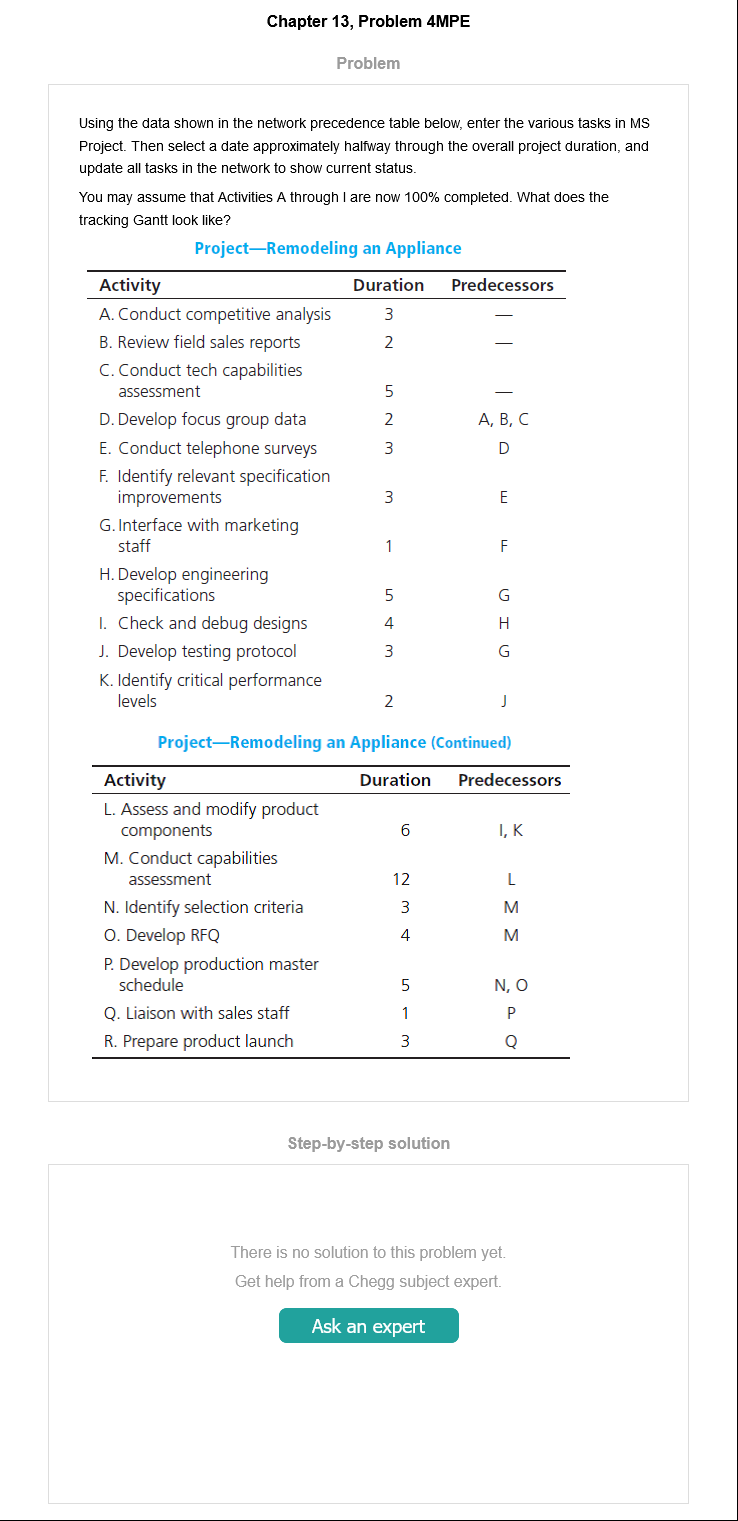 Chapter 13, Problem 4MPE
Problem
Using the data shown in the network precedence table below, enter the various tasks in MS
Project. Then select a date approximately halfway through the overall project duration, and
update all tasks in the network to show current status.
You may assume that Activities A through I are now 100% completed. What does the
tracking Gantt look like?
Project—Remodeling an Appliance
Activity Duration Predecessors
A. Conduct competitive analysis 3 —
B. Review field sales reports 2 —
C. Conduct tech capabilities
assessment 5 —
D. Develop focus group data 2 A, B, C
E. Conduct telephone surveys 3 D
F. Identify relevant specification
improvements 3 E
G. Interface with marketing
staff 1 F
H. Develop engineering
specifications 5 G
I. Check and debug designs 4 H
J. Develop testing protocol 3 G
K. Identify critical performance
levels 2 J
Project—Remodeling an Appliance (Continued)
Activity Duration Predecessors
L. Assess and modify product
components 6 I, K
M. Conduct capabilities
assessment 12 L
N. Identify selection criteria 3 M
O. Develop RFQ 4 M
P. Develop production master
schedule 5 N, O
Q. Liaison with sales staff 1 P
R. Prepare product launch 3 Q
Step-by-step solution
There is no solution to this problem yet.
Get help from a Chegg subject expert.
Ask an expert